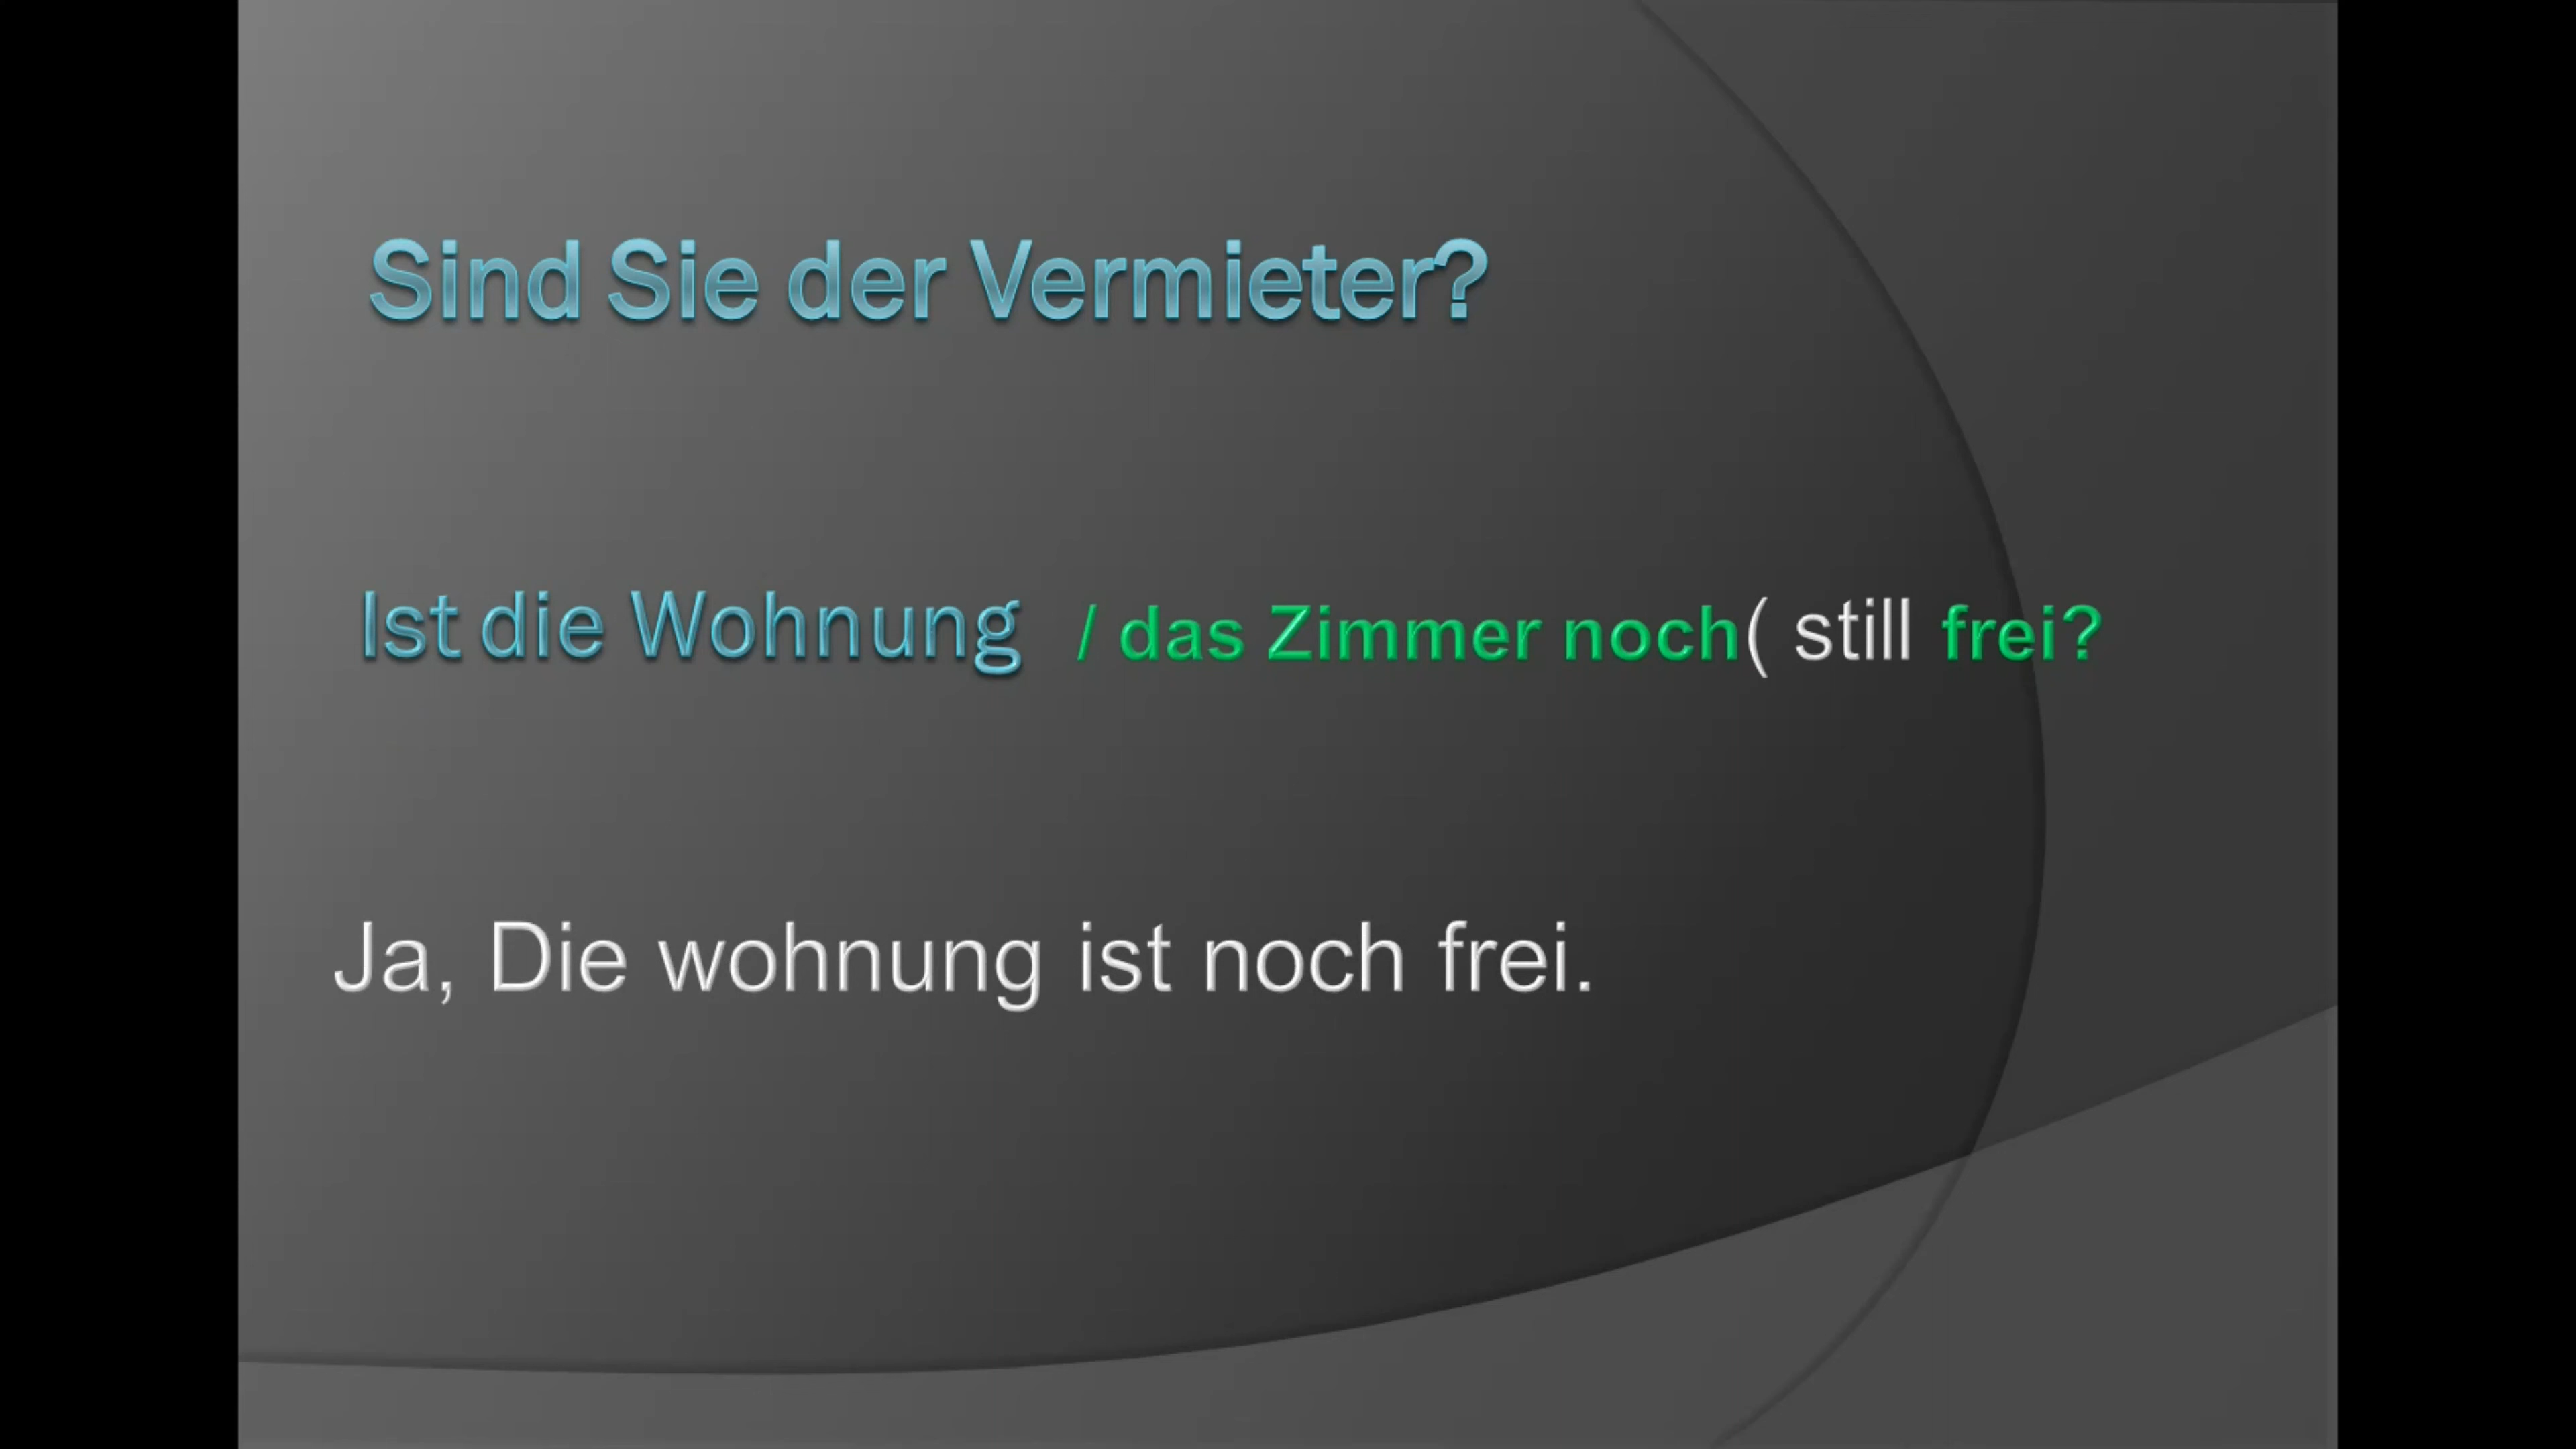 Sind Sie der Vermieter?
Ist die Wohnung / das Zimmer noch( still frei?
Ja, Die wohnung ist noch frei.